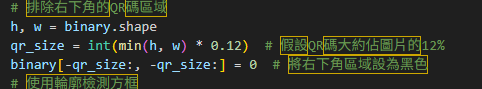 # 排除右下角的QR碼區域
h, w = binary.shape
qr_size = int(min(h, w) * 0.12)  # 假設QR碼大約佔圖片的12%
binary[-qr_size:, -qr_size:] = 0  # 將右下角區域設為黑色
# 使用輪廓檢測方框